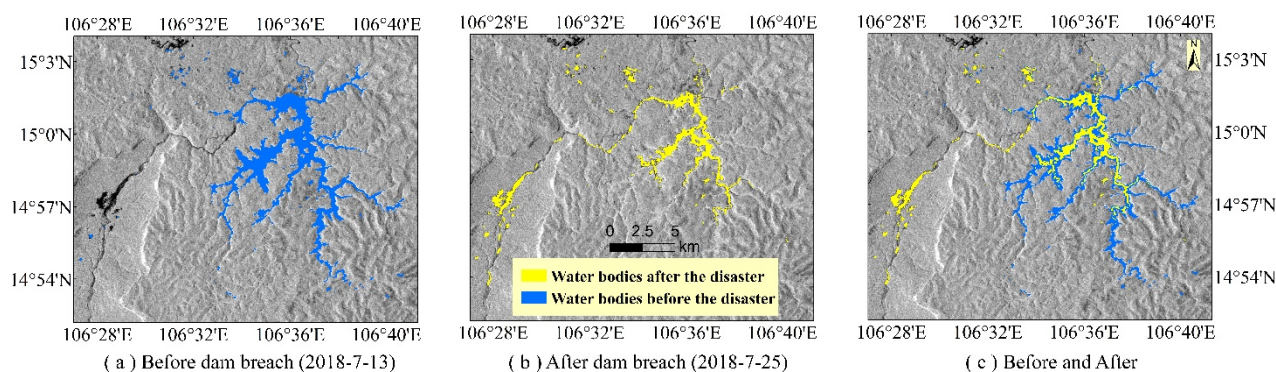 106°28'E 106°32'E 106°36'E 106°40'E
106°28'E 106°32'E 106°36'E 106°40'E
106°28'E 106°32'E 106°36'E 106°40'E
15°3'N
15°0'N
14°57'N
14°54'N
N
15°3'N
15°0'N
14°57'N
14°54'N
0 2.5 5
km
Water bodies after the disaster
Water bodies before the disaster
106°28'E 106°32'E 106°36'E 106°40'E
106°28'E 106°32'E 106°36'E 106°40'E
106°28'E 106°32'E 106°36'E 106°40'E
( a ) Before dam breach (2018-7-13)
( b ) After dam breach (2018-7-25)
( c ) Before and After